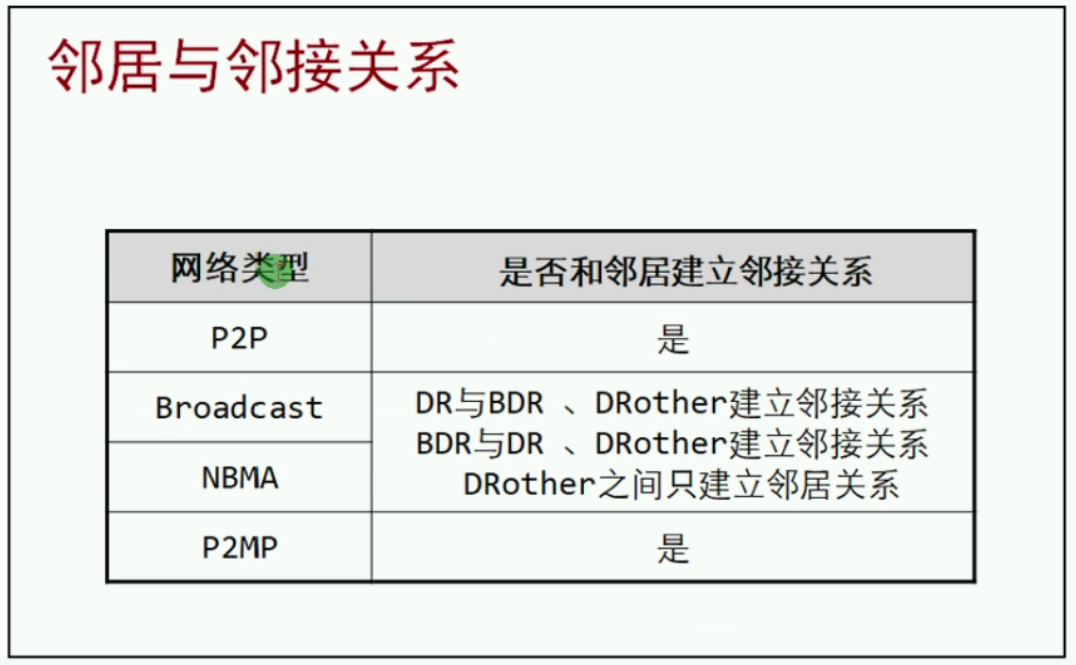 邻居与邻接关系
网络类型
是否和邻居建立邻接关系
P2P
是
Broadcast
DR与BDR 、DRother建立邻接关系
BDR与DR 、DRother建立邻接关系
NBMA
DRother之间只建立邻居关系
P2MP
是